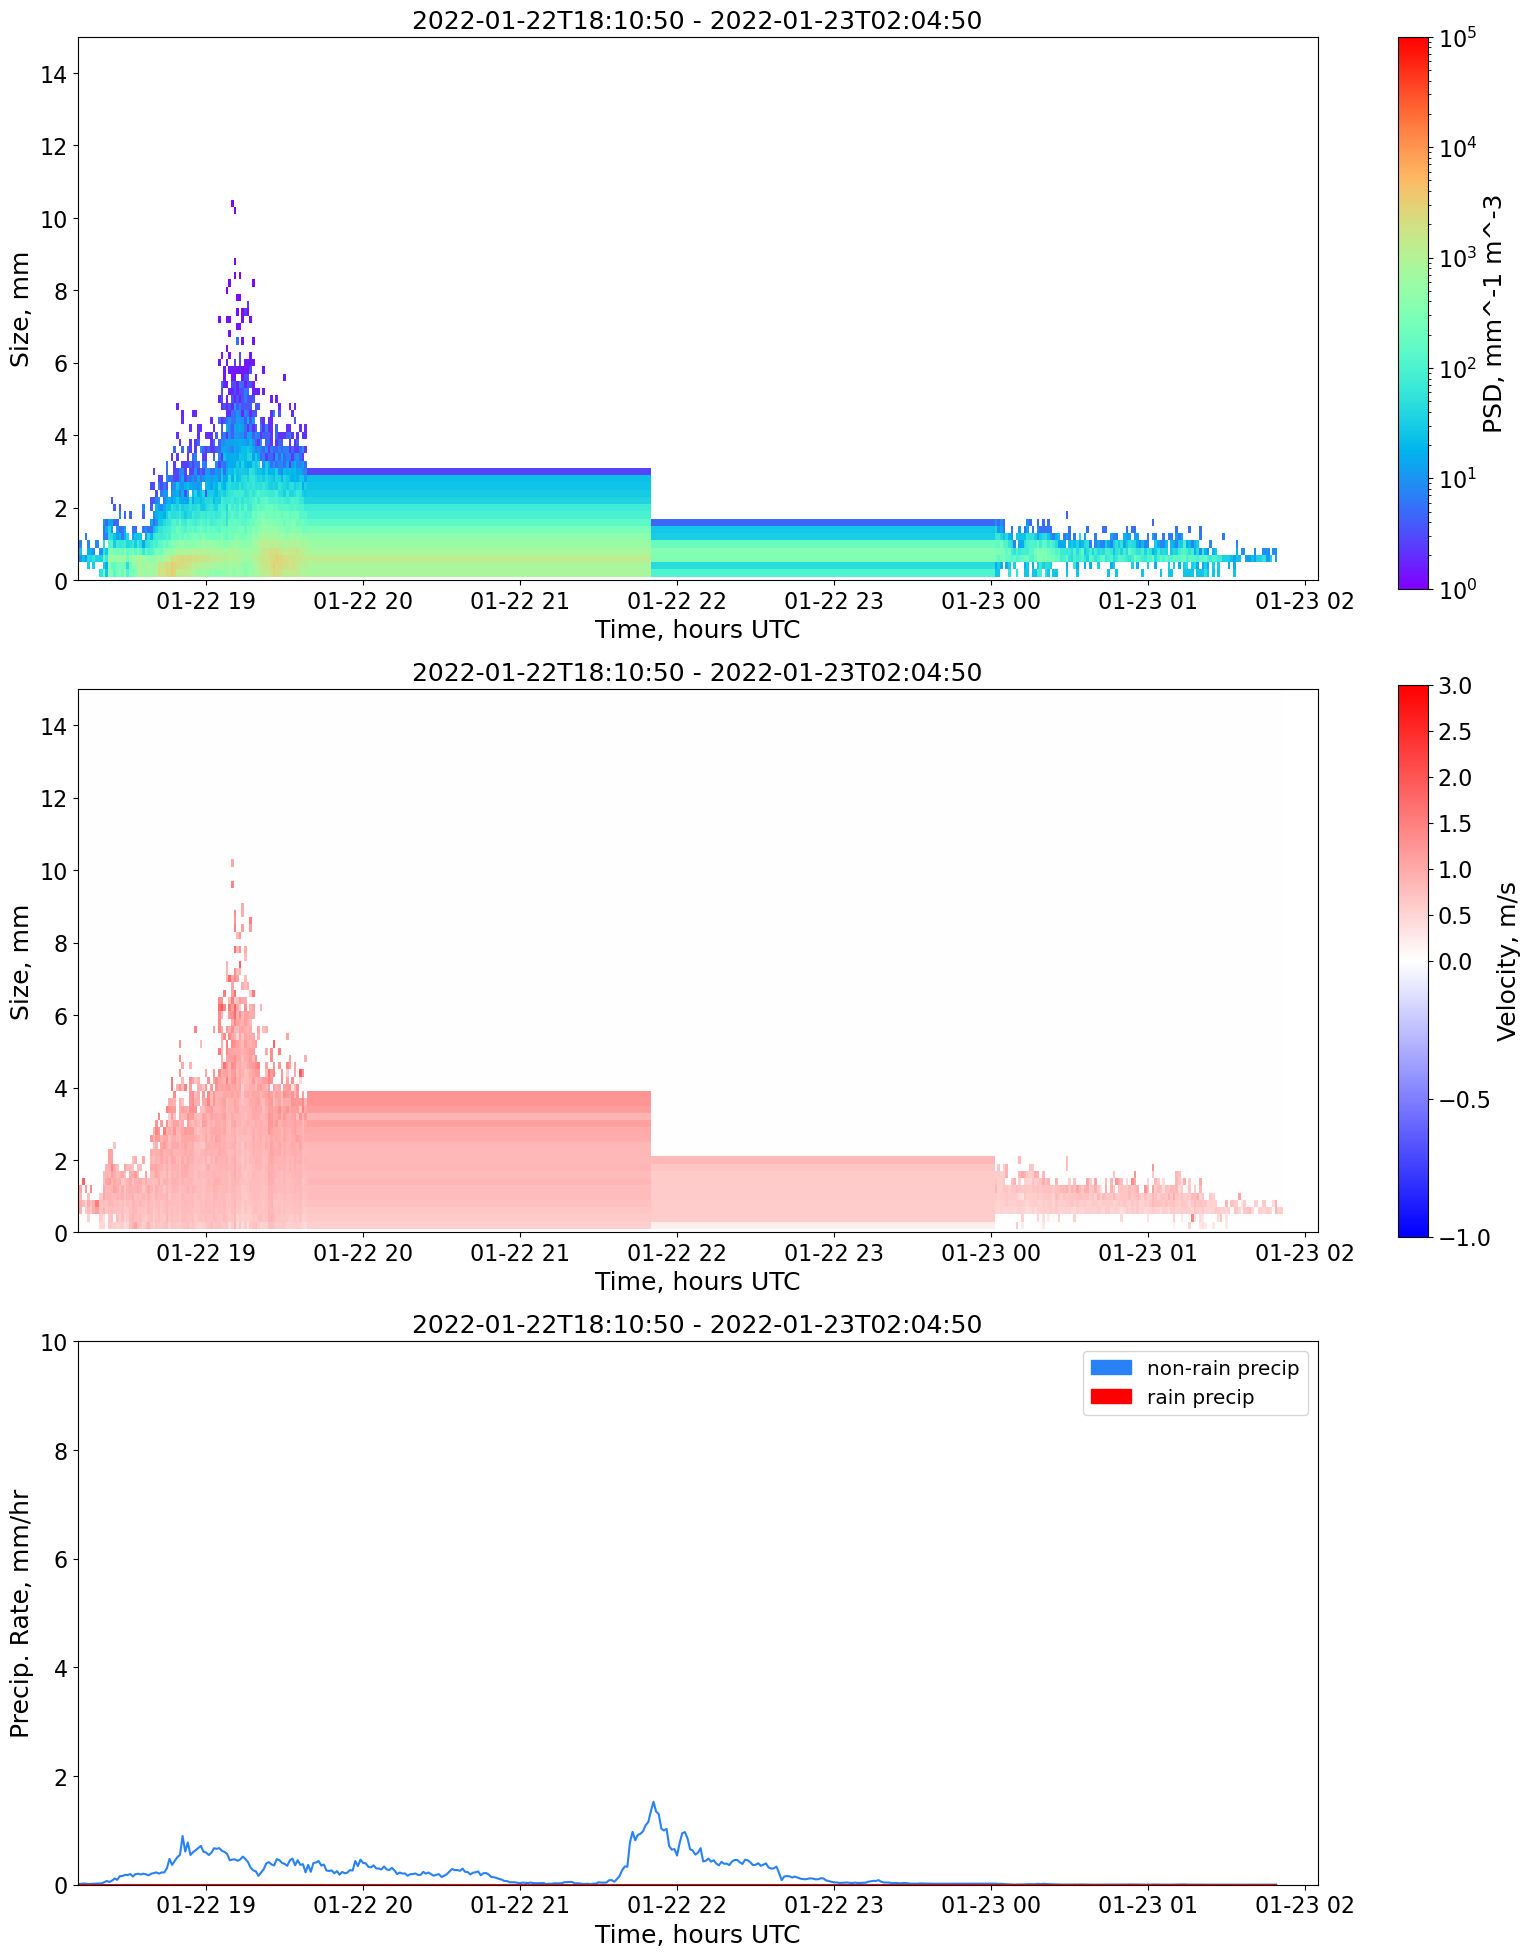 2022-01-22T18:10:50 - 2022-01-23T02:04:50
14
12
10
8
6
4
2
0
Size, mm
01-22 19 01-22 20 01-22 21 01-22 22 01-22 23 01-23 00 01-23 01 01-23 02
Time, hours UTC
10^5
10^4
10^3
10^2
10^1
10^0
PSD, mm^-1 m^-3
2022-01-22T18:10:50 - 2022-01-23T02:04:50
14
12
10
8
6
4
2
0
Size, mm
01-22 19 01-22 20 01-22 21 01-22 22 01-22 23 01-23 00 01-23 01 01-23 02
Time, hours UTC
3.0
2.5
2.0
1.5
1.0
0.5
0.0
−0.5
−1.0
Velocity, m/s
2022-01-22T18:10:50 - 2022-01-23T02:04:50
10
8
6
4
2
0
Precip. Rate, mm/hr
non-rain precip
rain precip
01-22 19 01-22 20 01-22 21 01-22 22 01-22 23 01-23 00 01-23 01 01-23 02
Time, hours UTC